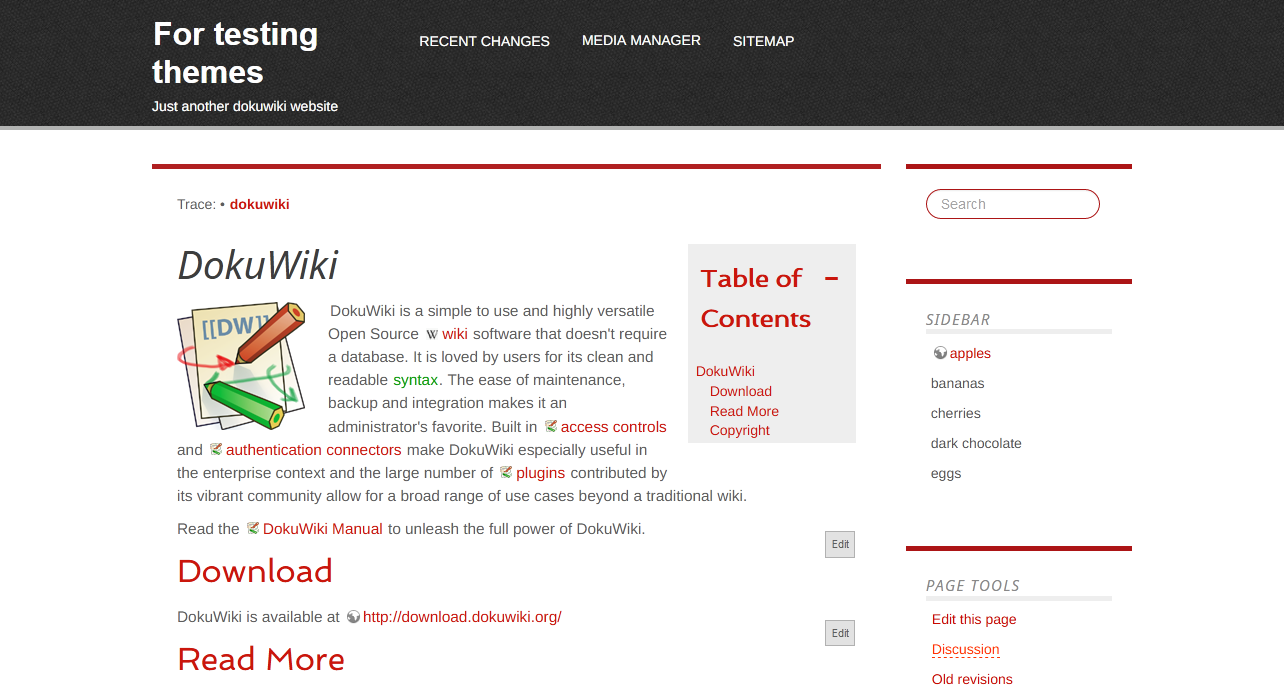 For testing
themes
Just another dokuwiki website
RECENT CHANGES
MEDIA MANAGER
SITEMAP
Trace: • dokuwiki
DokuWiki
[[DW]]
DokuWiki is a simple to use and highly versatile
Open Source W wiki software that doesn't require
a database. It is loved by users for its clean and
readable syntax. The ease of maintenance,
backup and integration makes it an
administrator's favorite. Built in access controls
and authentication connectors make DokuWiki especially useful in
the enterprise context and the large number of plugins contributed by
its vibrant community allow for a broad range of use cases beyond a traditional wiki.
Read the DokuWiki Manual to unleash the full power of DokuWiki.
Edit
Download
DokuWiki is available at http://download.dokuwiki.org/
Edit
Read More
Table of −
Contents
DokuWiki
Download
Read More
Copyright
Search
SIDEBAR
apples
bananas
cherries
dark chocolate
eggs
PAGE TOOLS
Edit this page
Discussion
Old revisions